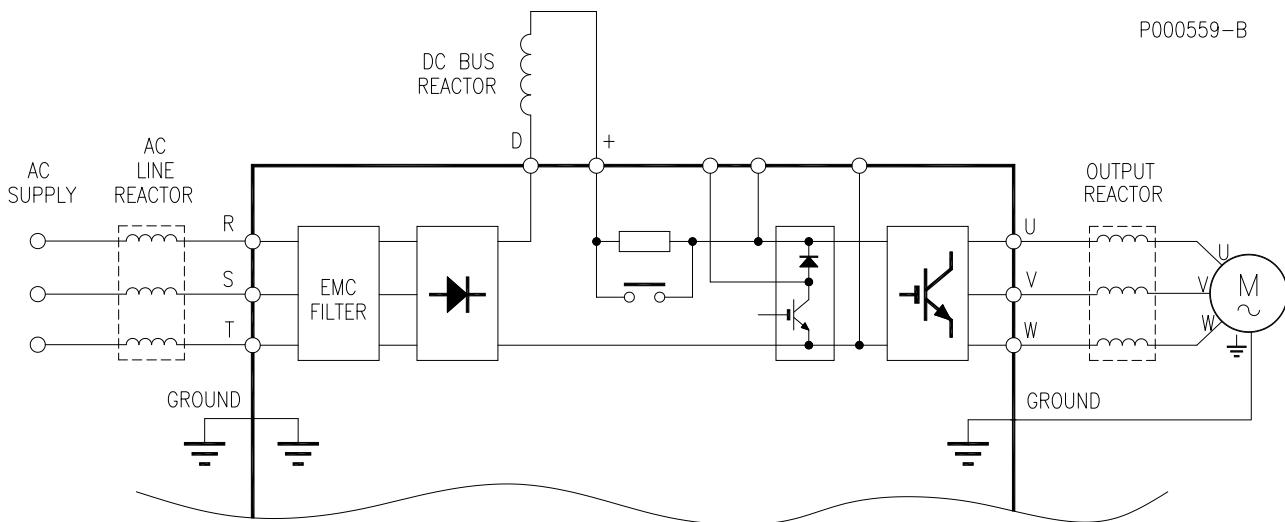 P000559-B
DC BUS
REACTOR
D
+
AC
SUPPLY
AC
LINE
REACTOR
OUTPUT
REACTOR
R
S
T
EMC
FILTER
U
V
W
U
V
W
M
GROUND
GROUND